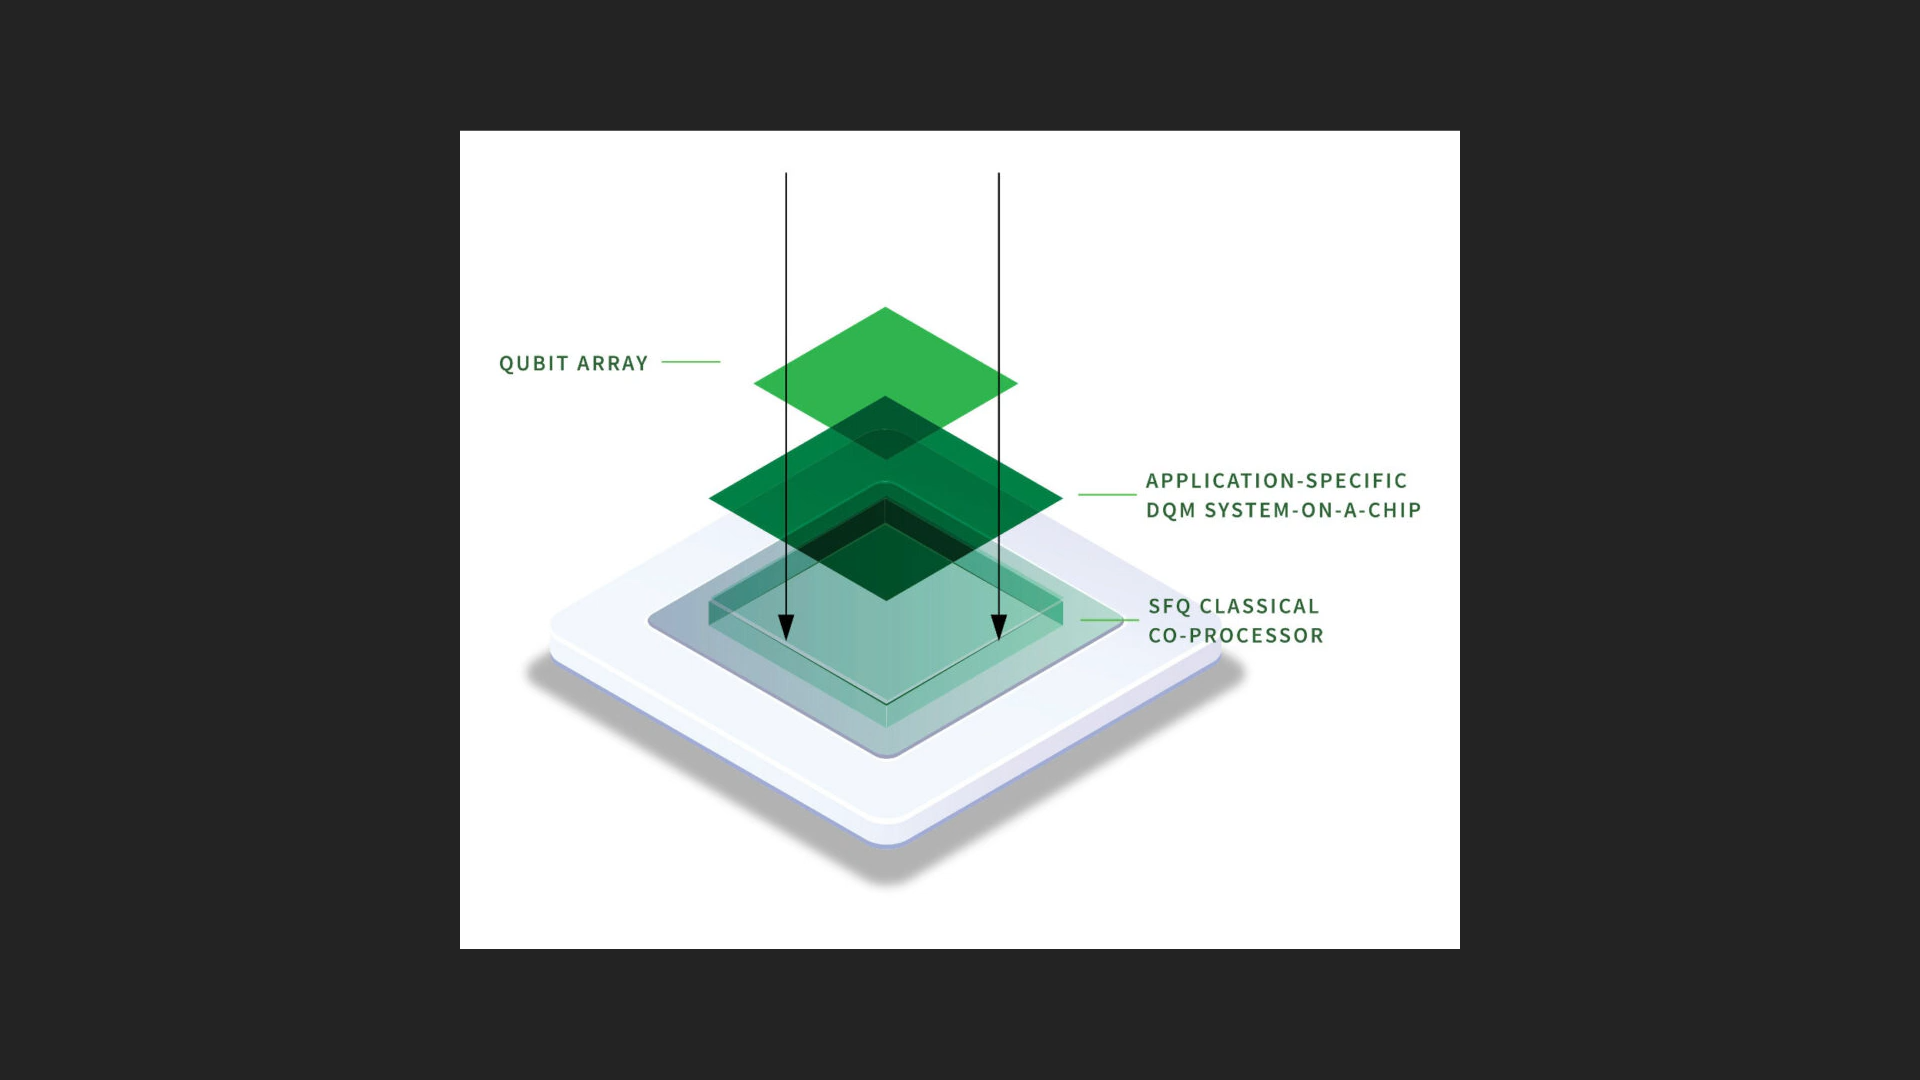 QUBIT ARRAY
APPLICATION-SPECIFIC
DQM SYSTEM-ON-A-CHIP
SFQ CLASSICAL
CO-PROCESSOR